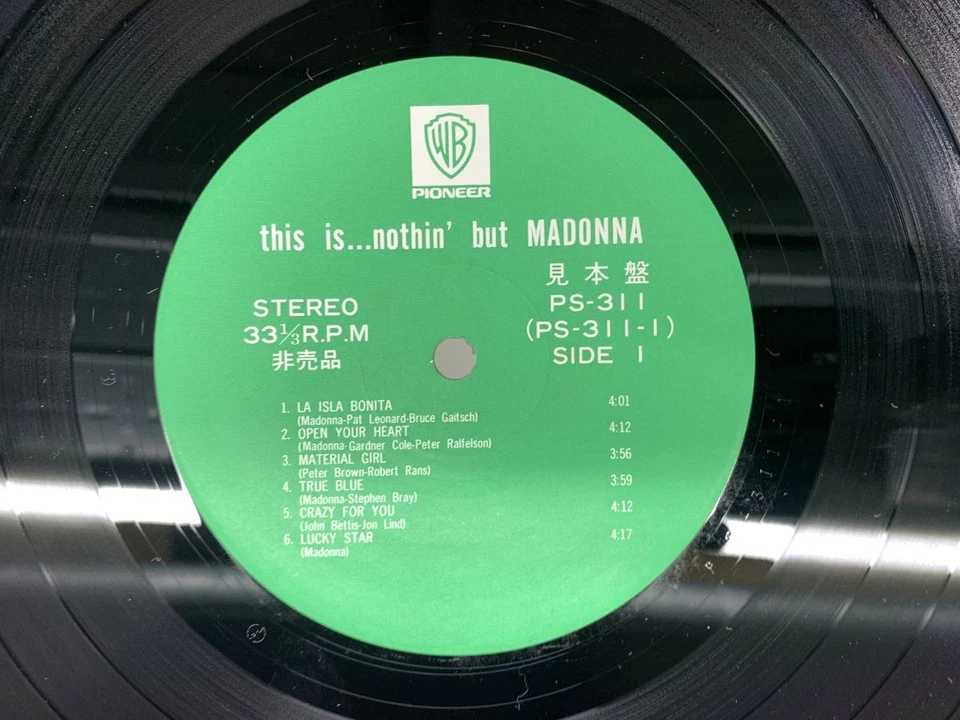 WB
PIONEER
this is...nothin' but MADONNA
見本盤
STEREO
PS-311
33⅓R.P.M
(PS-311-1)
非売品
SIDE 1
1. LA ISLA BONITA 4:01
(Madonna-Pat Leonard-Bruce Gaitsch)
2. OPEN YOUR HEART 4:12
(Madonna-Gardner Cole-Peter Ralfelson)
3. MATERIAL GIRL 3:56
(Peter Brown-Robert Rans)
4. TRUE BLUE 3:59
(Madonna-Stephen Bray)
5. CRAZY FOR YOU 4:12
(John Bettis-Jon Lind)
6. LUCKY STAR 4:17
(Madonna)